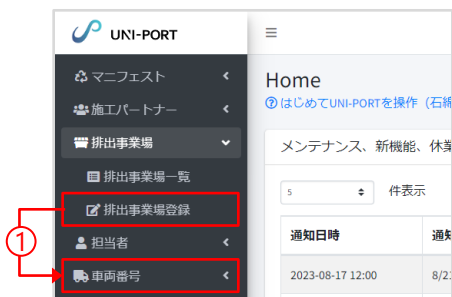 UNI-PORT
マニフェスト
施工パートナー
排出事業場
排出事業場一覧
排出事業場登録
担当者
車両番号
①
Home
はじめてUNI-PORTを操作（石綿
メンテナンス、新機能、休業
5 件表示
通知日時 通知
2023-08-17 12:00 8/2